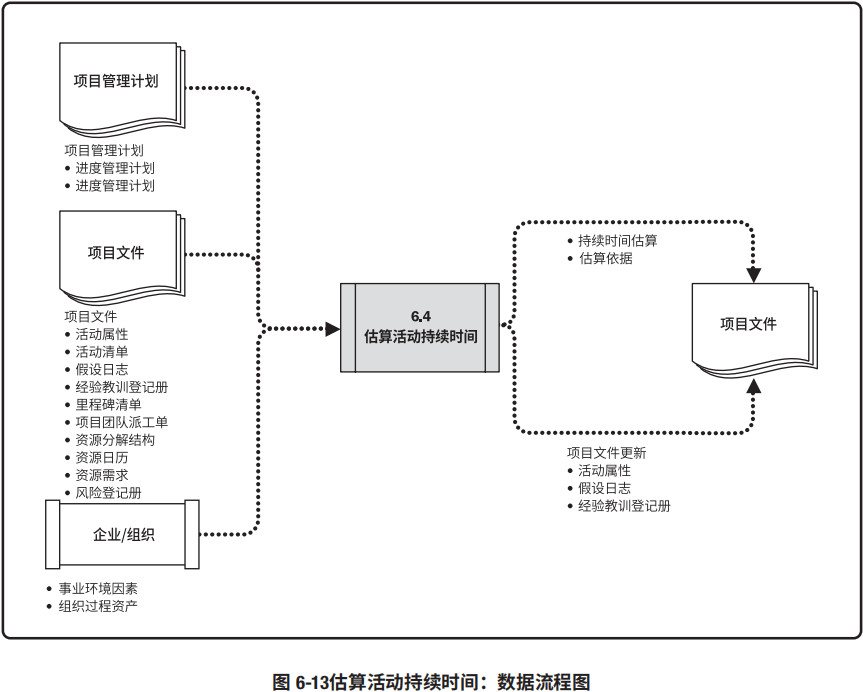 项目管理计划
项目管理计划
• 进度管理计划
• 进度管理计划
项目文件
项目文件
• 活动属性
• 活动清单
• 假设日志
• 经验教训登记册
• 里程碑清单
• 项目团队派工单
• 资源分解结构
• 资源日历
• 资源需求
• 风险登记册
企业/组织
• 事业环境因素
• 组织过程资产
6.4
估算活动持续时间
• 持续时间估算
• 估算依据
项目文件
项目文件更新
• 活动属性
• 假设日志
• 经验教训登记册
图 6-13估算活动持续时间：数据流程图